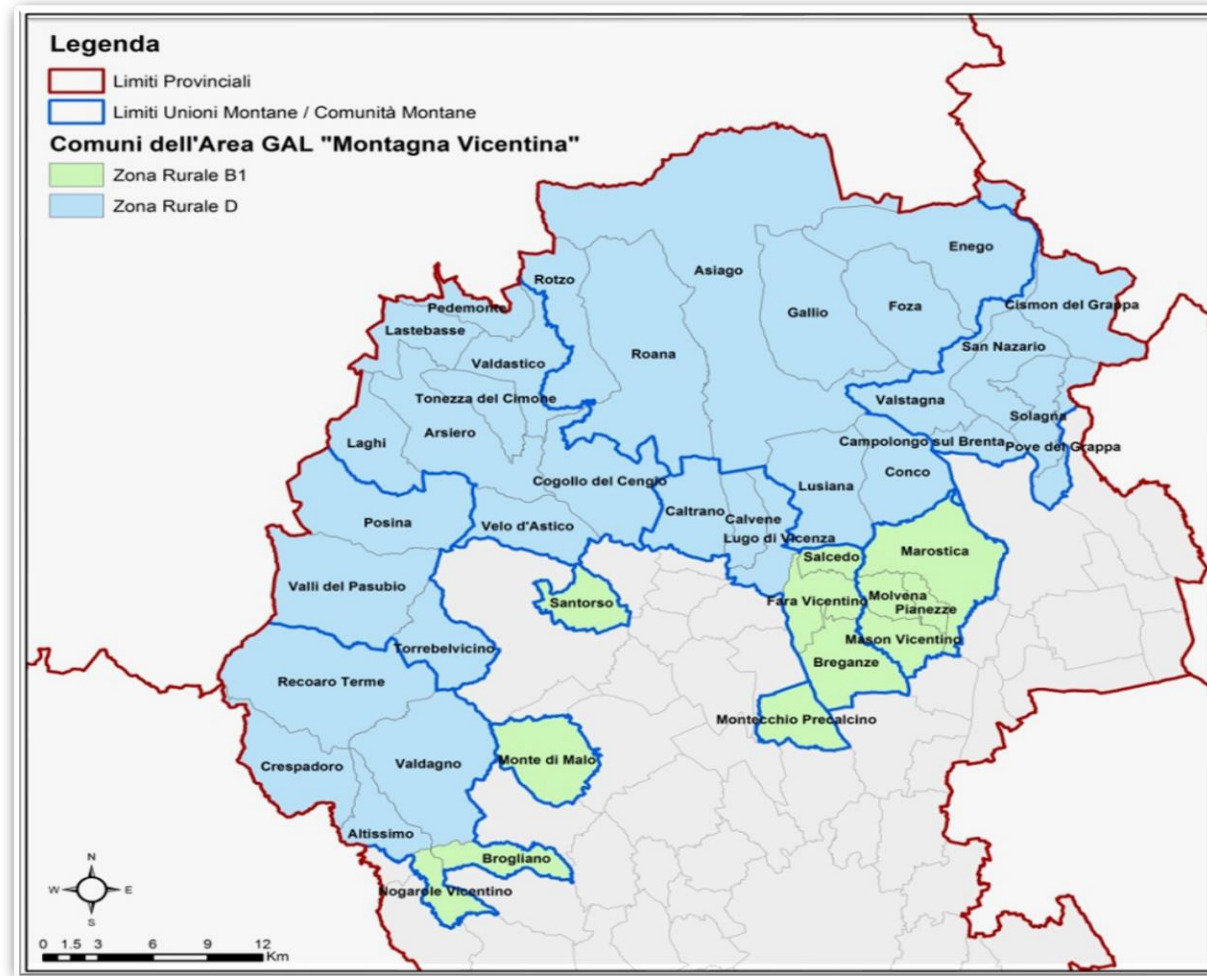 Legenda
Limiti Provinciali
Limiti Unioni Montane / Comunità Montane
Comuni dell'Area GAL "Montagna Vicentina"
Zona Rurale B1
Zona Rurale D
Enego
Asiago
Rotzo
Cismon del Grappa
Pedemonte
Foza
Gallio
Lastebasse
San Nazario
Roana
Valdastico
Tonezza del Cimone
Valstagna
Solagna
Arsiero
Laghi
Campolongo sul Brenta
Pove del Grappa
Conco
Cogollo del Cengio
Lusiana
Caltrano
Calvene
Posina
Velo d'Astico
Lugo di Vicenza
Marostica
Salcedo
Valli del Pasubio
Molvena
Santorso
Fara Vicentino
Pianezze
Mason Vicentino
Torrebelvicino
Breganze
Recoaro Terme
Montecchio Precalcino
Monte di Malo
Valdagno
Crespadoro
Altissimo
Brogliano
Nogarole Vicentino
N
W E
S
0 1.5 3 6 9 12
Km